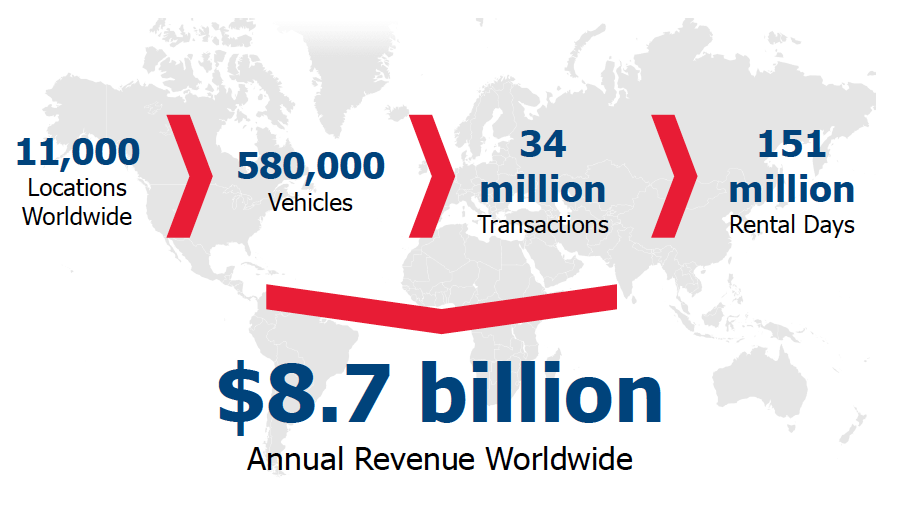 11,000
Locations
Worldwide
580,000
Vehicles
34
million
Transactions
151
million
Rental Days
$8.7 billion
Annual Revenue Worldwide